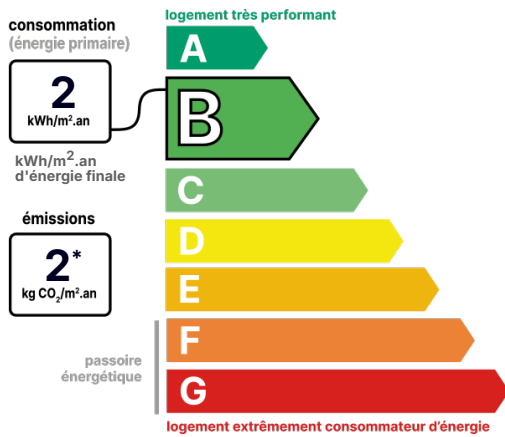 logement très performant
consommation
(énergie primaire)
2
kWh/m².an
kWh/m².an
d'énergie finale
émissions
2*
kg CO₂/m².an
passoire
énergétique
A
B
C
D
E
F
G
logement extrêmement consommateur d'énergie